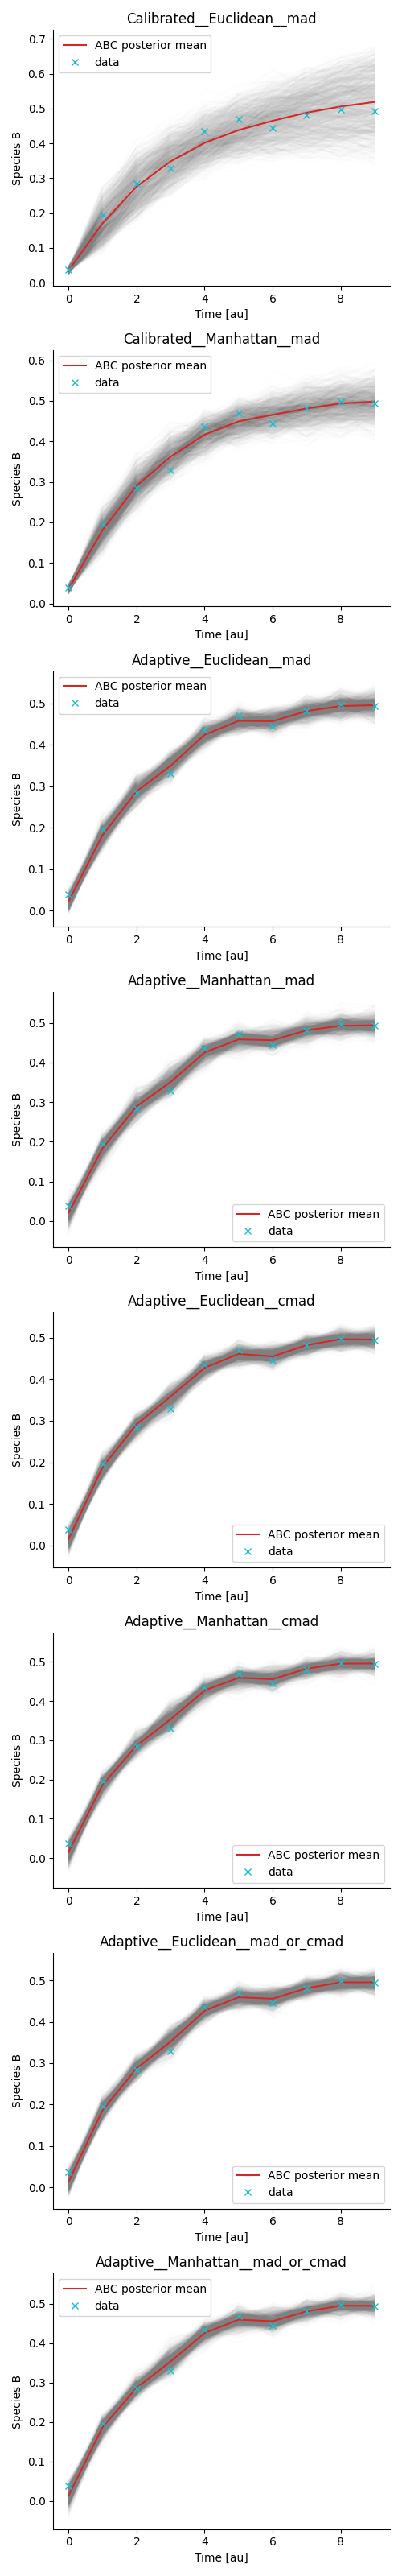 Calibrated__Euclidean__mad
ABC posterior mean
data
0.7
0.6
0.5
0.4
0.3
0.2
0.1
0.0
Species B
0 2 4 6 8
Time [au]
Calibrated__Manhattan__mad
ABC posterior mean
data
0.6
0.5
0.4
0.3
0.2
0.1
0.0
Species B
0 2 4 6 8
Time [au]
Adaptive__Euclidean__mad
ABC posterior mean
data
0.5
0.4
0.3
0.2
0.1
0.0
Species B
0 2 4 6 8
Time [au]
Adaptive__Manhattan__mad
0.5
0.4
0.3
0.2
0.1
0.0
Species B
ABC posterior mean
data
0 2 4 6 8
Time [au]
Adaptive__Euclidean__cmad
0.5
0.4
0.3
0.2
0.1
0.0
Species B
ABC posterior mean
data
0 2 4 6 8
Time [au]
Adaptive__Manhattan__cmad
0.5
0.4
0.3
0.2
0.1
0.0
Species B
ABC posterior mean
data
0 2 4 6 8
Time [au]
Adaptive__Euclidean__mad_or_cmad
0.5
0.4
0.3
0.2
0.1
0.0
Species B
ABC posterior mean
data
0 2 4 6 8
Time [au]
Adaptive__Manhattan__mad_or_cmad
ABC posterior mean
data
0.5
0.4
0.3
0.2
0.1
0.0
Species B
0 2 4 6 8
Time [au]